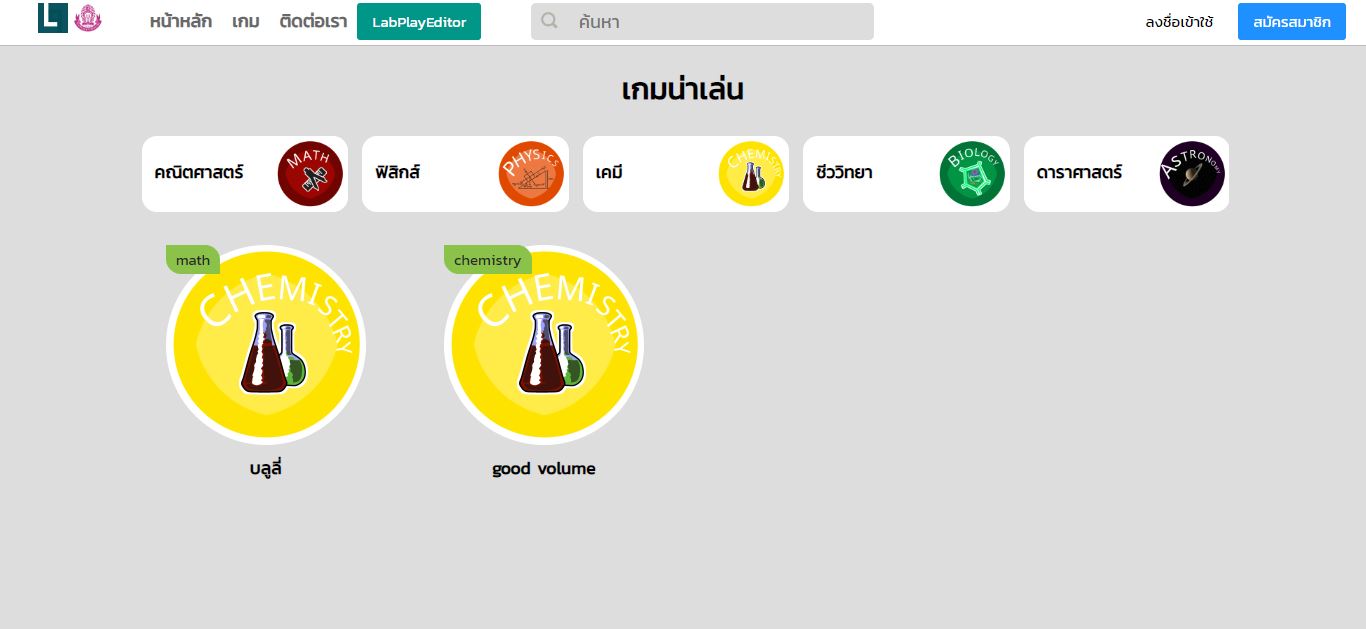 L หน้าหลัก เกม ติดต่อเรา LabPlayEditor ค้นหา ลงชื่อเข้าใช้ สมัครสมาชิก
เกมน่าเล่น
คณิตศาสตร์ MATH ฟิสิกส์ PHYSICS เคมี CHEMISTRY ชีววิทยา BIOLOGY ดาราศาสตร์ ASTRONOMY
math chemistry
CHEMISTRY CHEMISTRY
บลูลี่ good volume